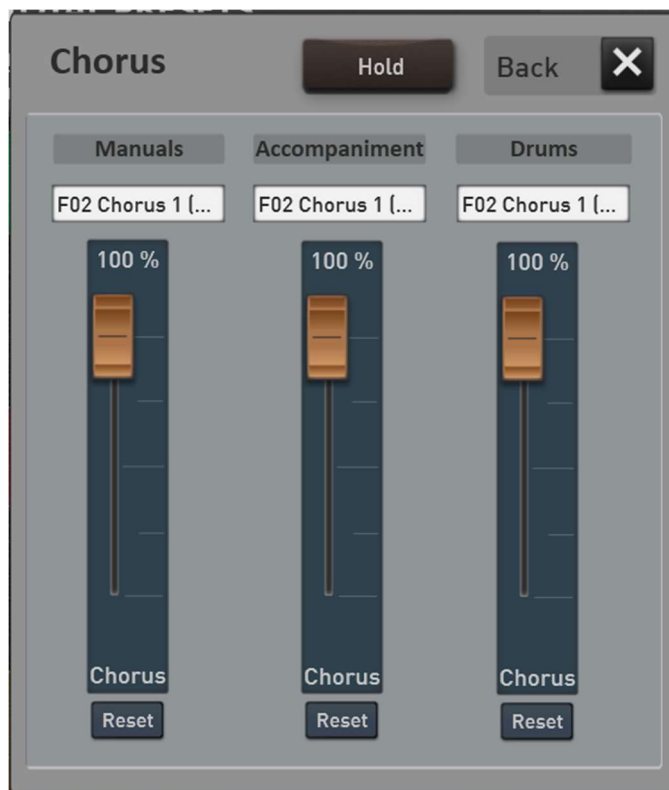 Chorus Hold Back
Manuals Accompaniment Drums
F02 Chorus 1 (... F02 Chorus 1 (... F02 Chorus 1 (...
100 % 100 % 100 %
Chorus Chorus Chorus
Reset Reset Reset